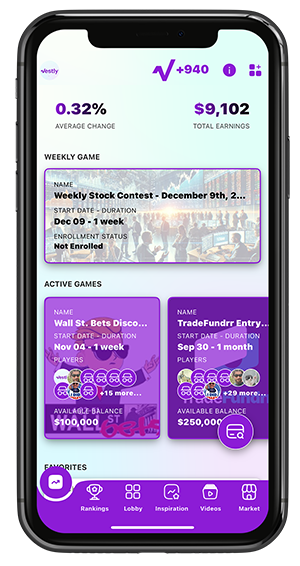 Vestly
+940
0.32%
$9,102
AVERAGE CHANGE
TOTAL EARNINGS
WEEKLY GAME
NAME
Weekly Stock Contest - December 9th, 2...
START DATE - DURATION
Dec 09 - 1 week
ENROLLMENT STATUS
Not Enrolled
ACTIVE GAMES
NAME
Wall St. Bets Disco...
START DATE - DURATION
Nov 04 - 1 week
PLAYERS
+15 more...
AVAILABLE BALANCE
$100,000
NAME
TradeFundrr Entry...
START DATE - DURATION
Sep 30 - 1 month
PLAYERS
+29 more...
AVAILABLE BALANCE
$250,000
FAVORITES
Rankings
Lobby
Inspiration
Videos
Market